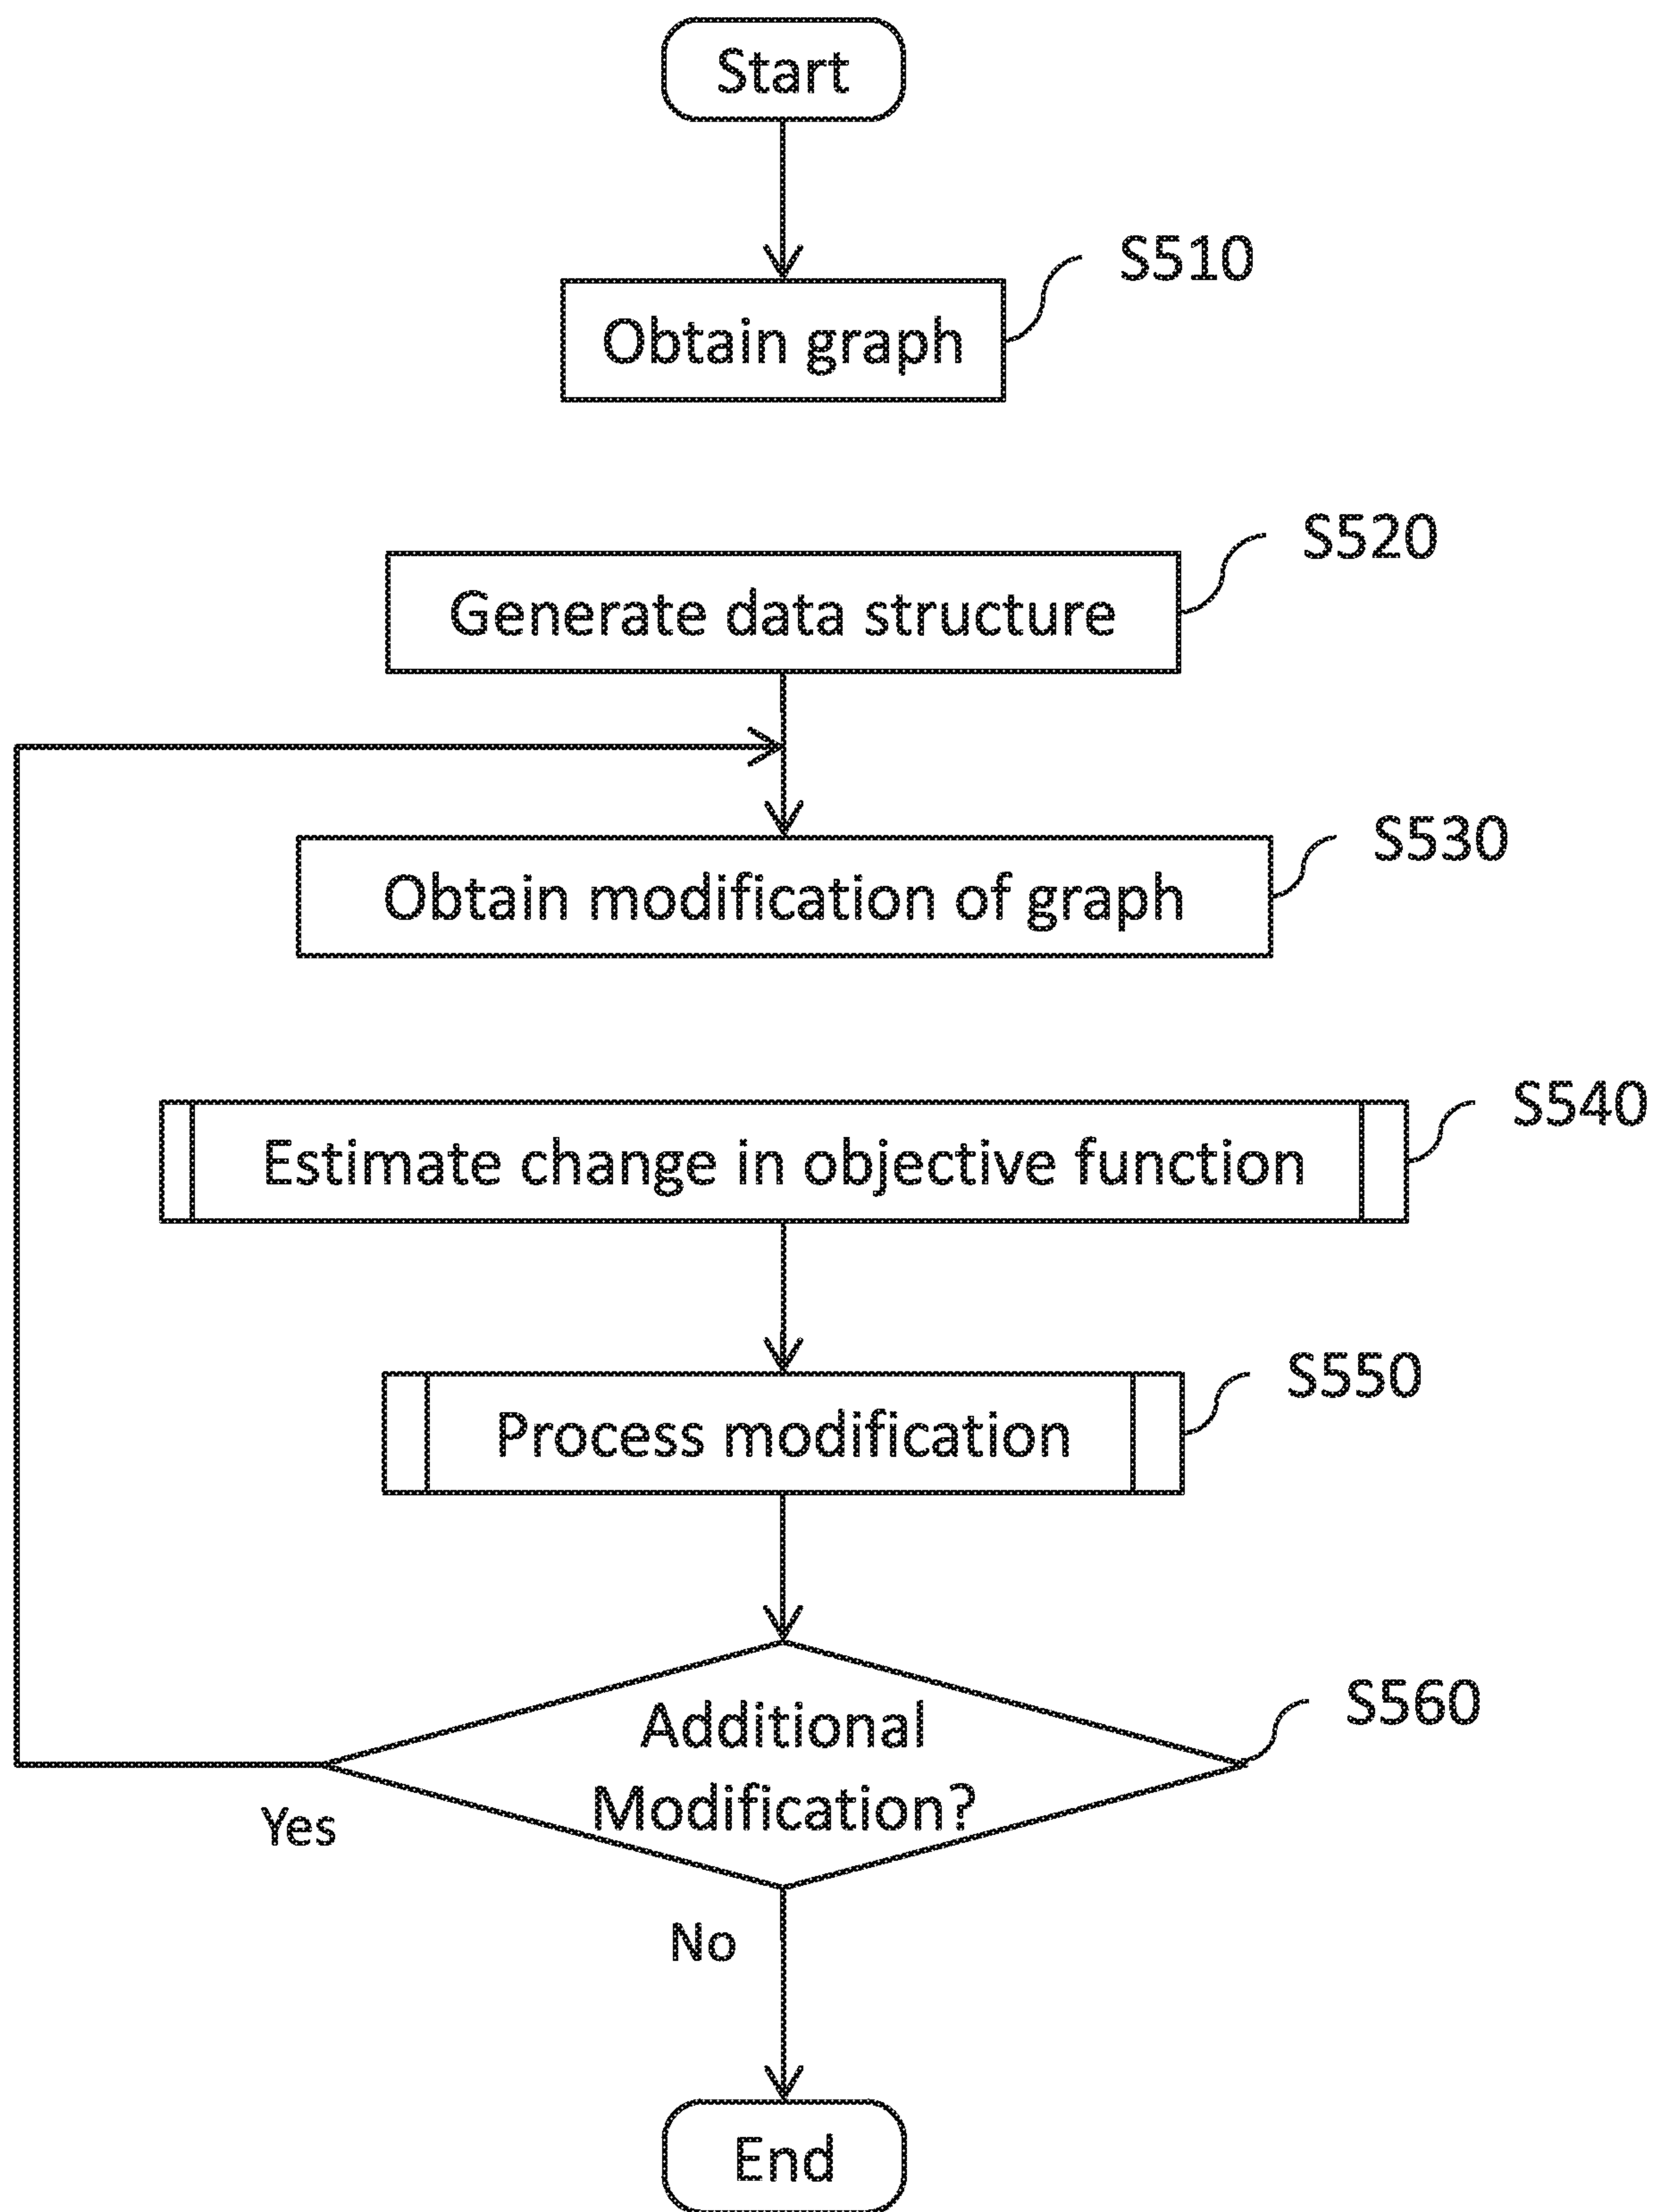 Start
S510
Obtain graph
S520
Generate data structure
S530
Obtain modification of graph
S540
Estimate change in objective function
S550
Process modification
S560
Additional
Modification?
Yes
No
End